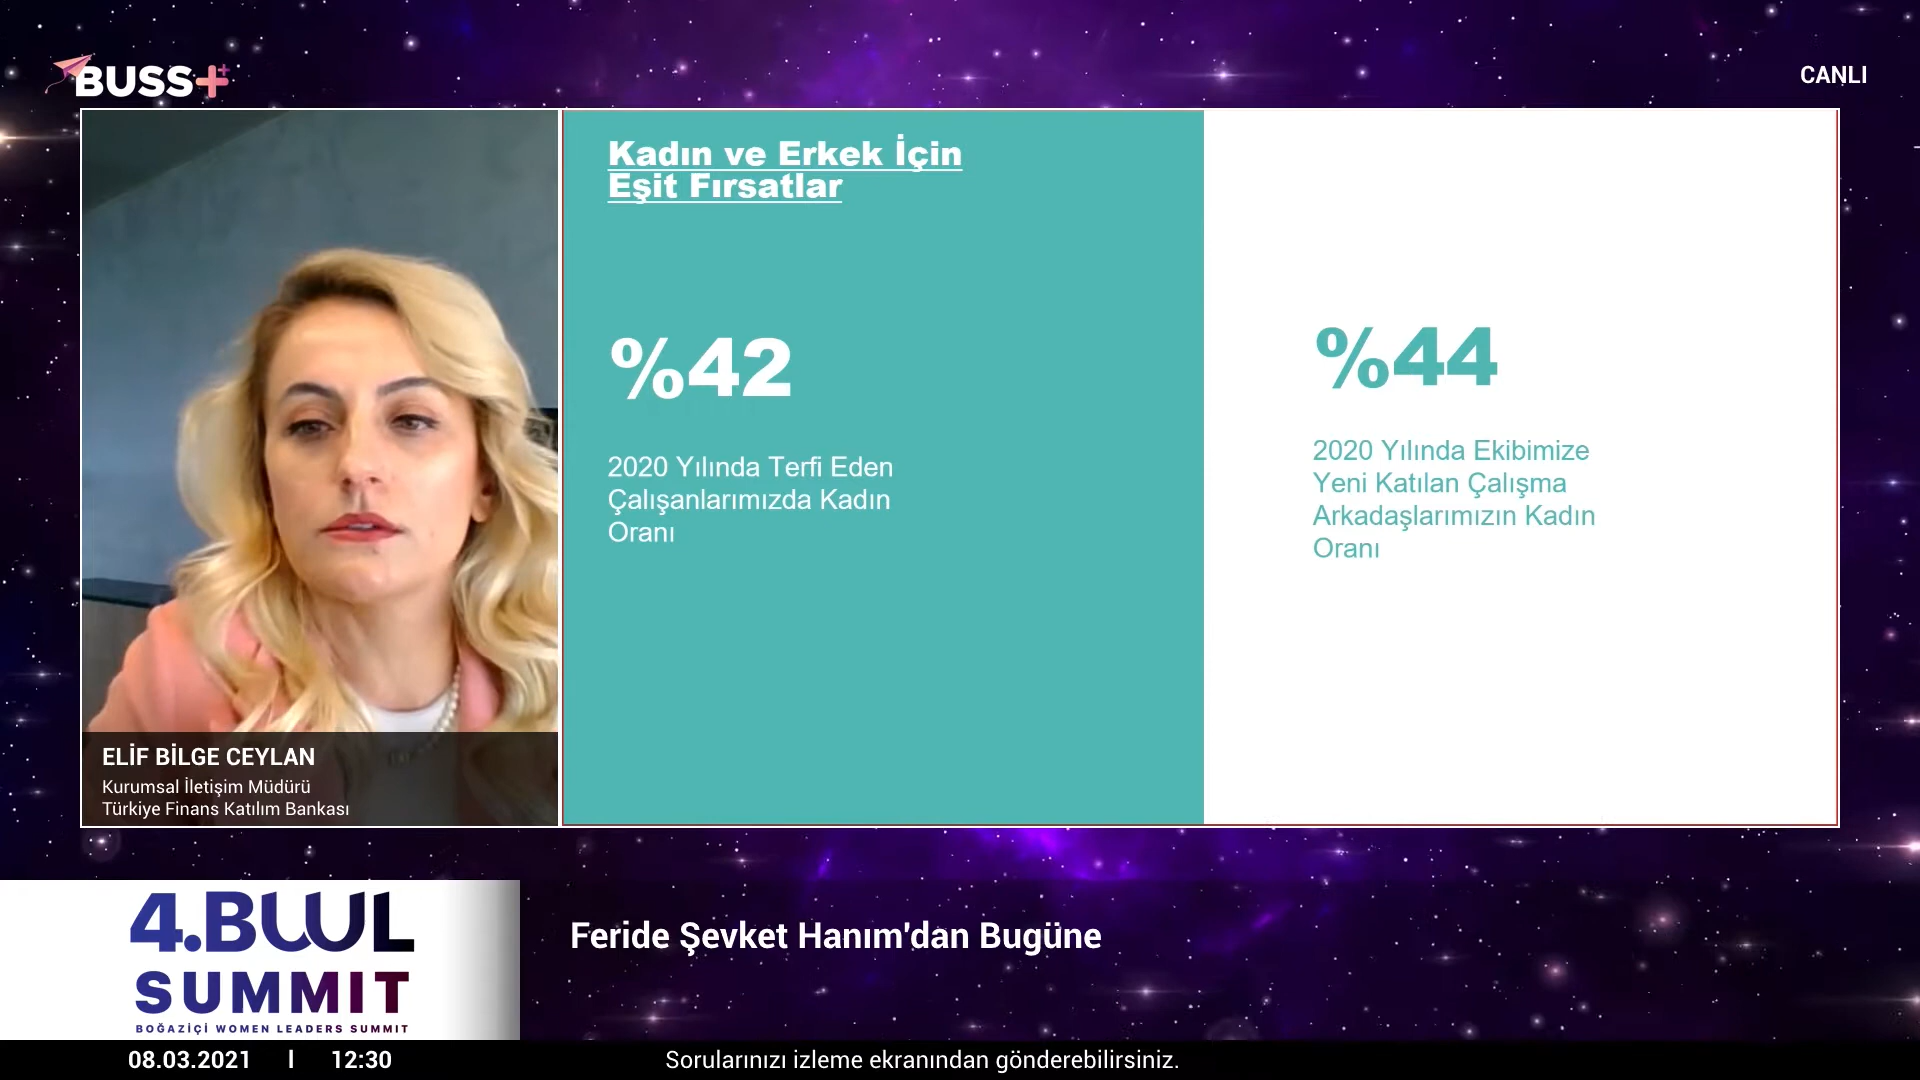 BUSS+
CANLI
Kadın ve Erkek İçin
Eşit Fırsatlar
%42
2020 Yılında Terfi Eden
Çalışanlarımızda Kadın
Oranı
%44
2020 Yılında Ekibimize
Yeni Katılan Çalışma
Arkadaşlarımızın Kadın
Oranı
ELİF BİLGE CEYLAN
Kurumsal İletişim Müdürü
Türkiye Finans Katılım Bankası
4.BWL
SUMMIT
BOĞAZİÇİ WOMEN LEADERS SUMMIT
Feride Şevket Hanım'dan Bugüne
08.03.2021 | 12:30
Sorularınızı izleme ekranından gönderebilirsiniz.